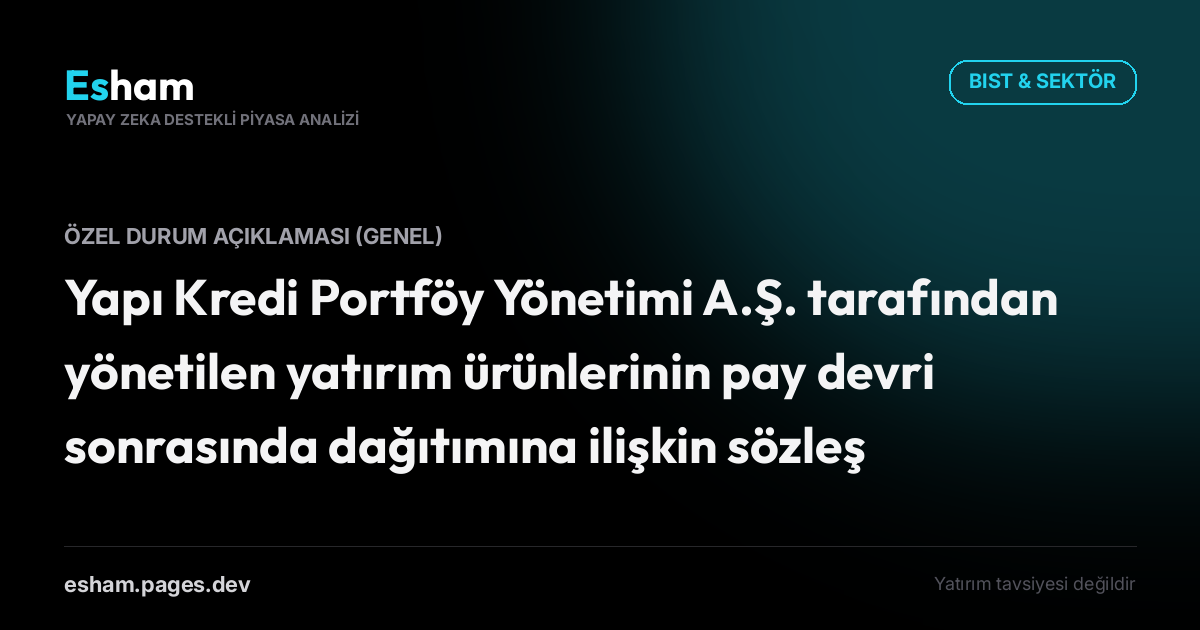 Esham
BIST & SEKTÖR
YAPAY ZEKA DESTEKLİ PİYASA ANALİZİ
ÖZEL DURUM AÇIKLAMASI (GENEL)
Yapı Kredi Portföy Yönetimi A.Ş. tarafından
yönetilen yatırım ürünlerinin pay devri
sonrasında dağıtımına ilişkin sözleş
esham.pages.dev
Yatırım tavsiyesi değildir